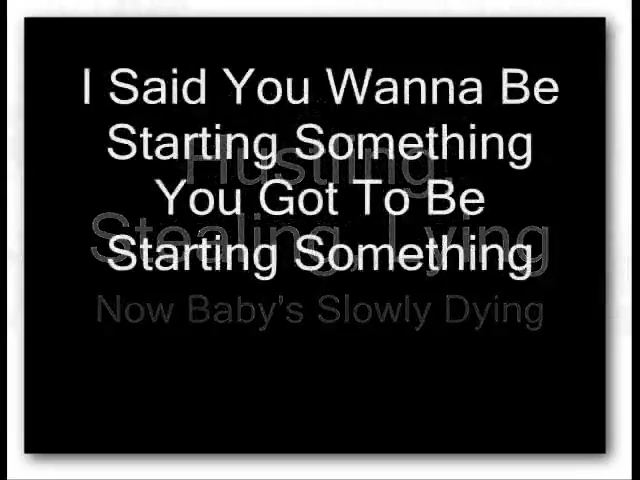 I Said You Wanna Be
Hustling,
Starting Something
You Got To Be
Stealing, Lying
Starting Something
Now Baby's Slowly Dying